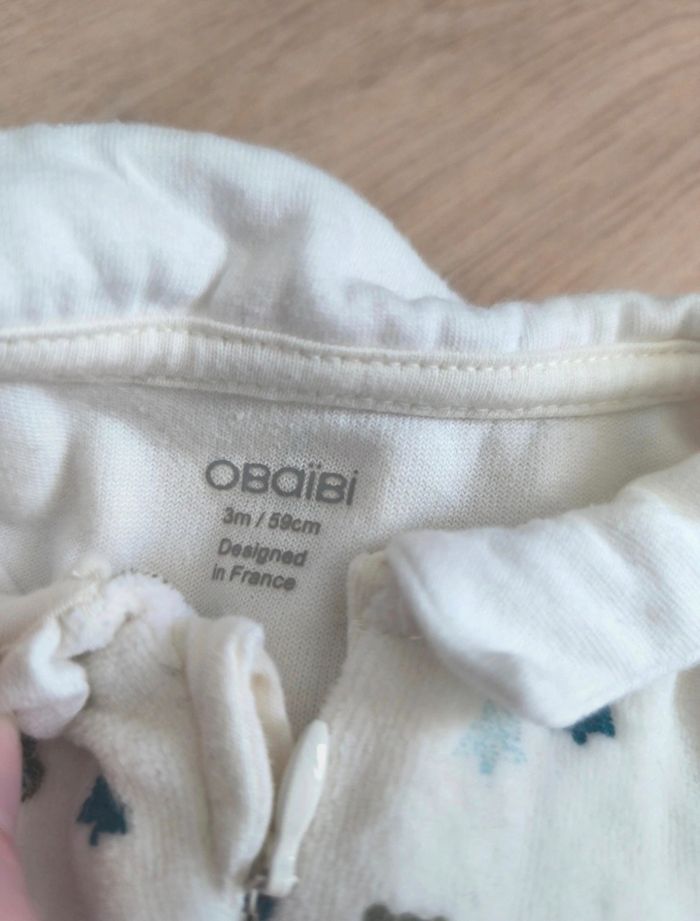 OBaïBi
3m / 59cm
Designed
in France